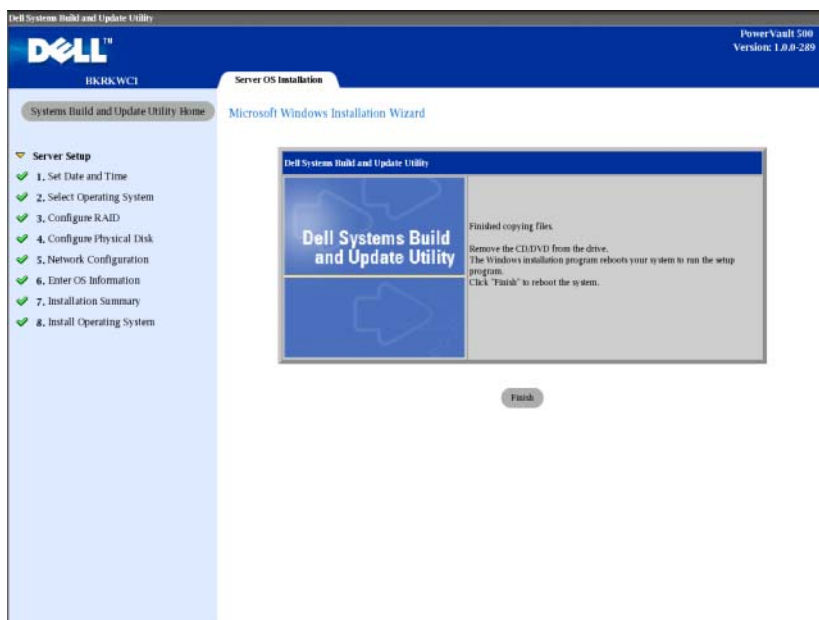 Dell Systems Build and Update Utility
DELL™
PowerVault 500
Version: 1.0.0-289
BKRKWC1
Server OS Installation
Systems Build and Update Utility Home
Microsoft Windows Installation Wizard
Server Setup
1. Set Date and Time
2. Select Operating System
3. Configure RAID
4. Configure Physical Disk
5. Network Configuration
6. Enter OS Information
7. Installation Summary
8. Install Operating System
Dell Systems Build and Update Utility
Dell Systems Build
and Update Utility
Finished copying files.
Remove the CD/DVD from the drive.
The Windows installation program reboots your system to run the setup
program.
Click "Finish" to reboot the system.
Finish